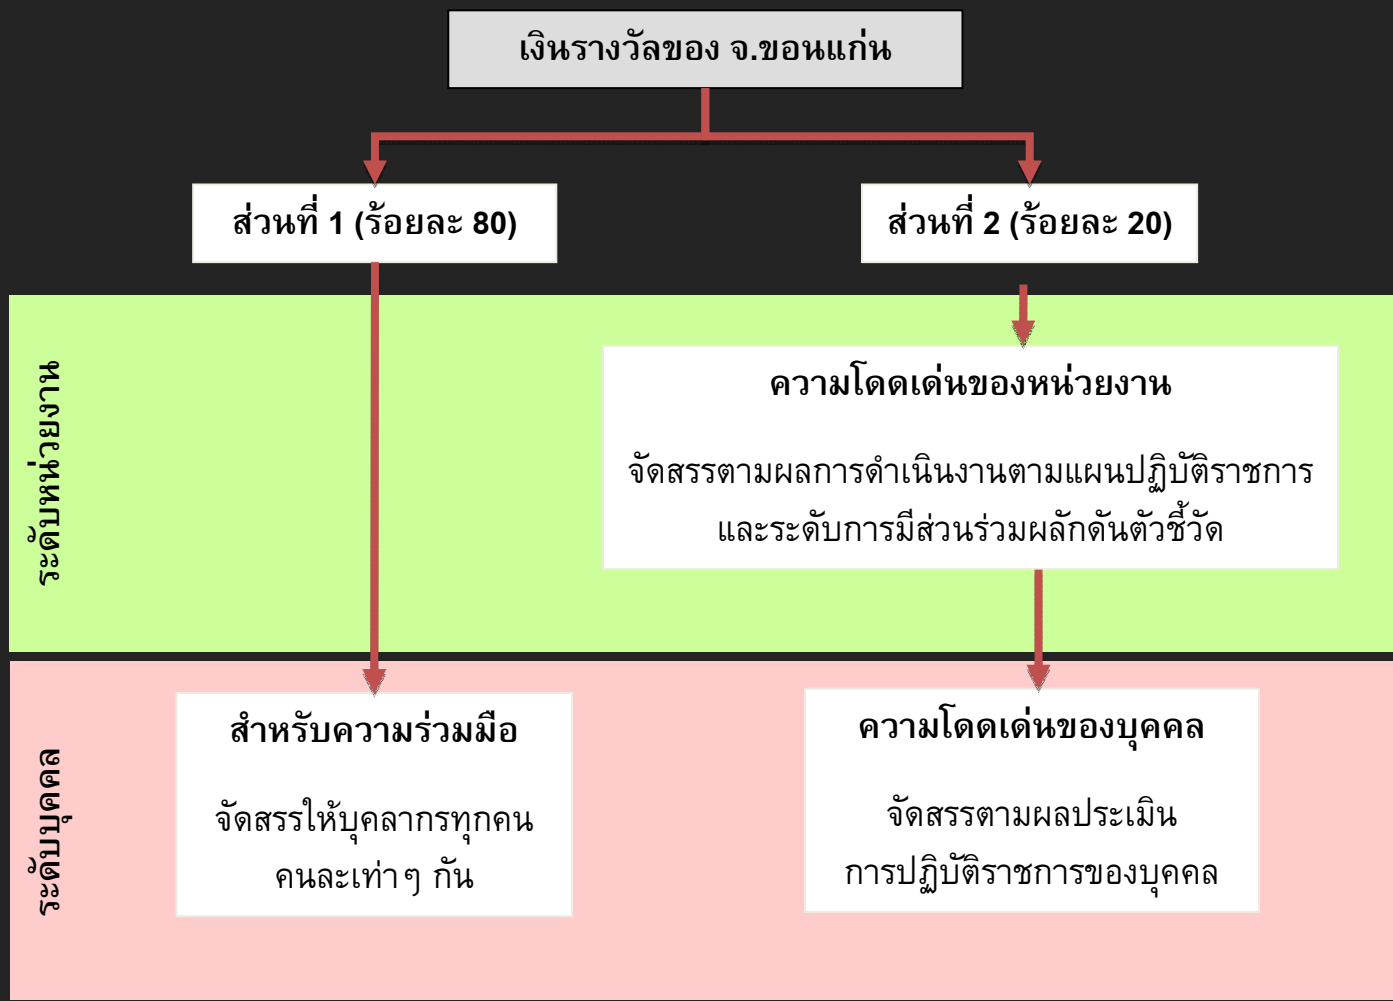 เงินรางวัลของ จ.ขอนแก่น
ส่วนที่ 1 (ร้อยละ 80)
ส่วนที่ 2 (ร้อยละ 20)
ระดับหน่วยงาน
ความโดดเด่นของหน่วยงาน
จัดสรรตามผลการดำเนินงานตามแผนปฏิบัติราชการ
และระดับการมีส่วนร่วมผลักดันตัวชี้วัด
ระดับบุคคล
สำหรับความร่วมมือ
จัดสรรให้บุคลากรทุกคน
คนละเท่าๆ กัน
ความโดดเด่นของบุคคล
จัดสรรตามผลประเมิน
การปฏิบัติราชการของบุคคล